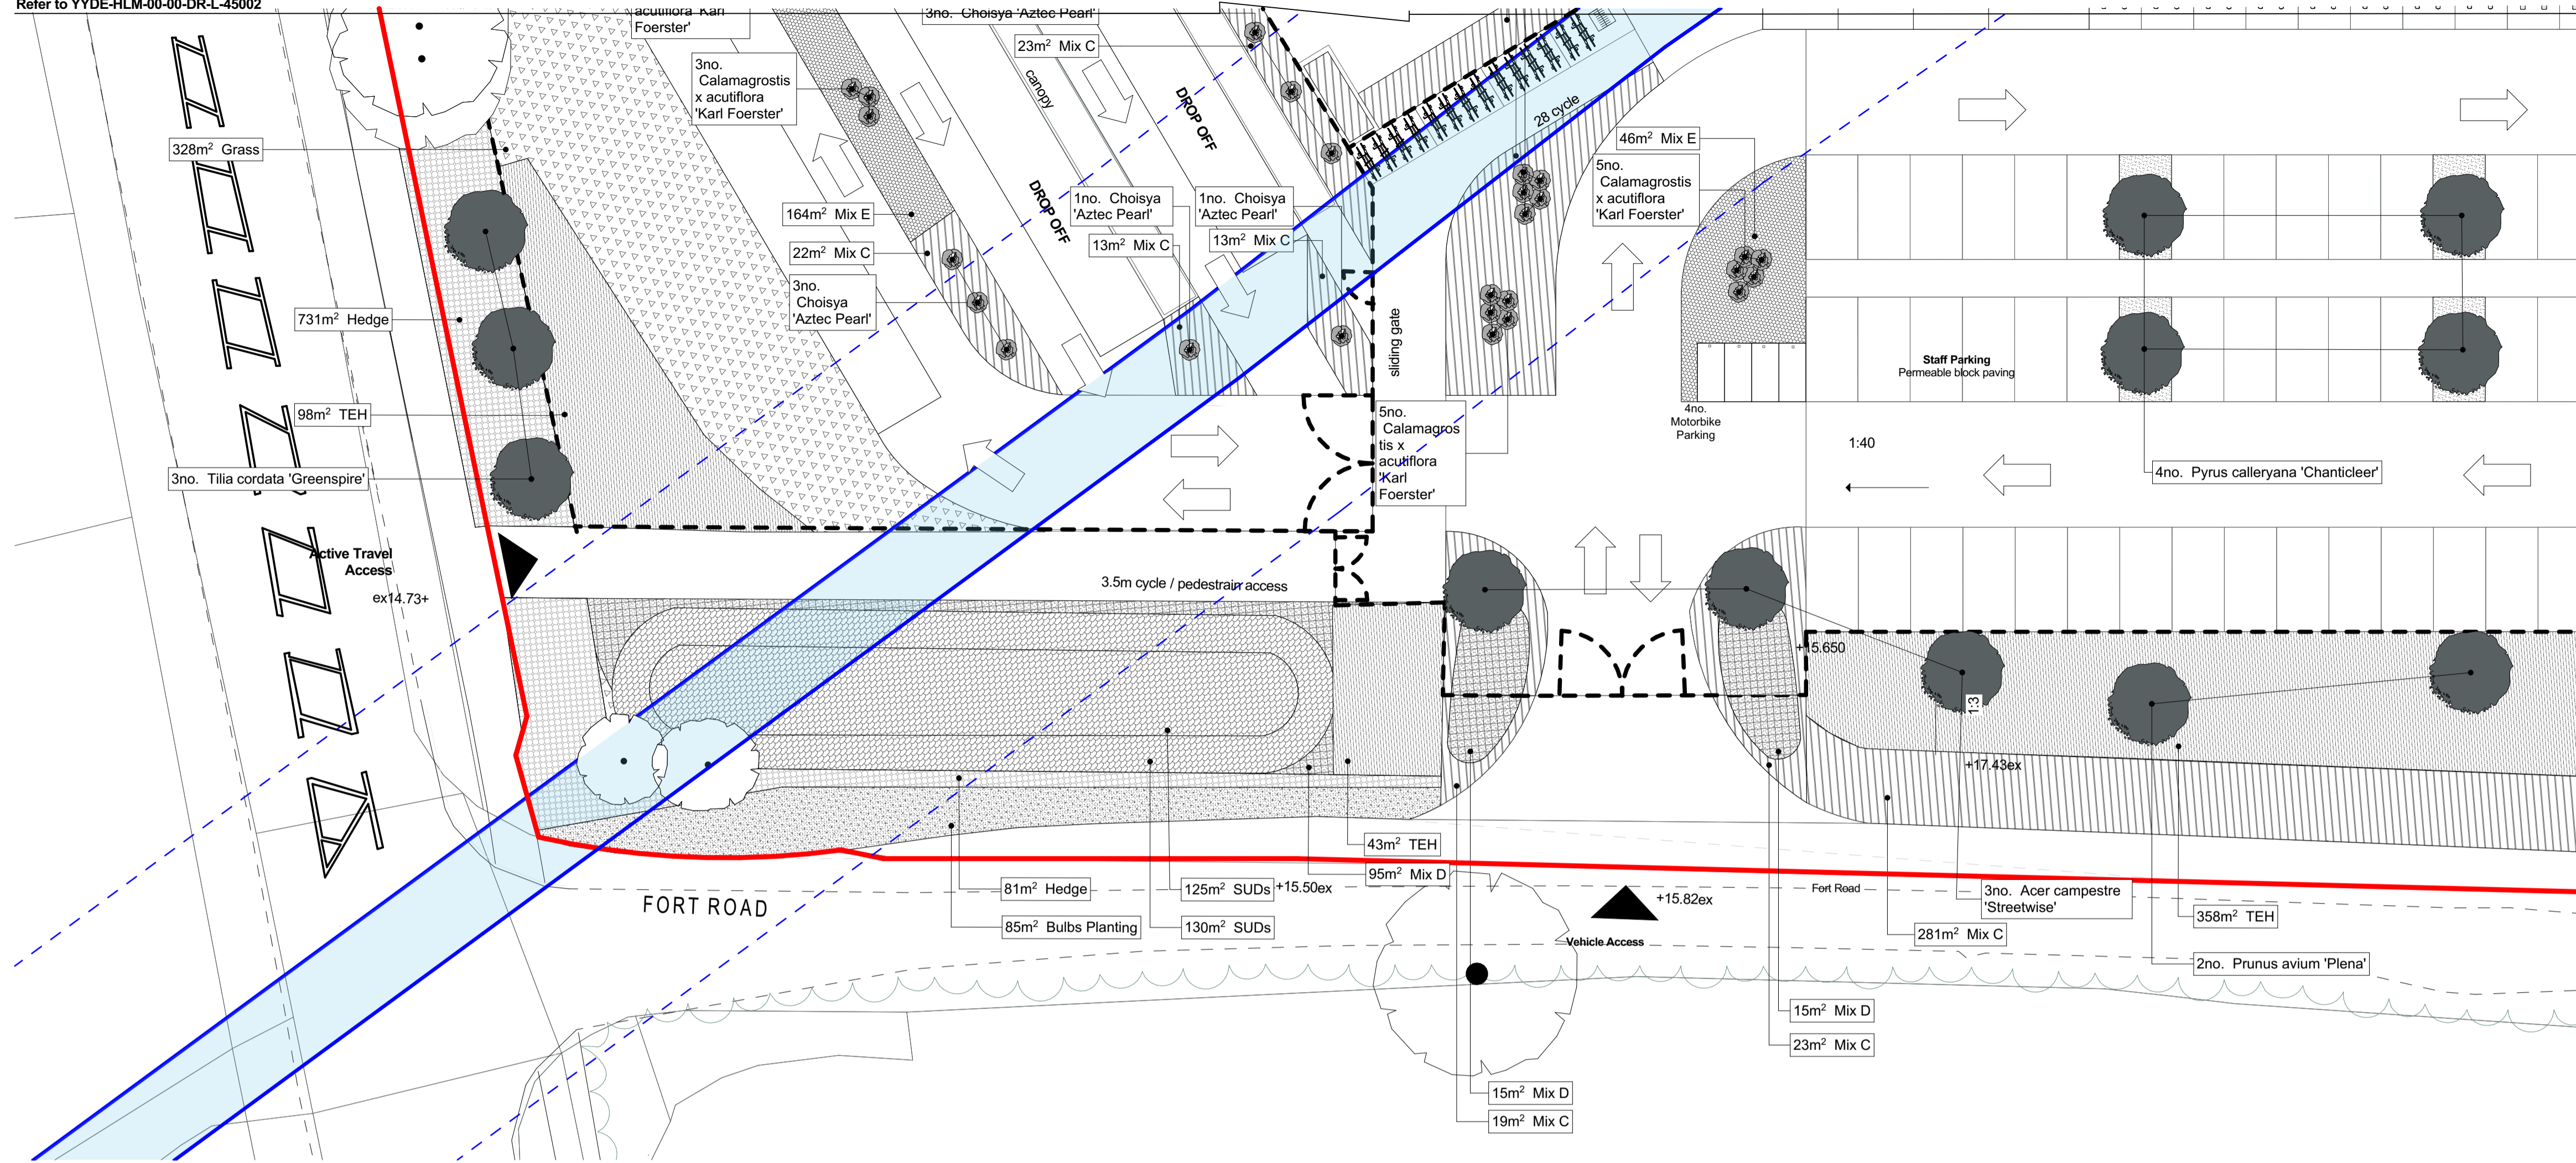 Refer to YYDE-HLM-00-00-DR-L-45002
acutiflora 'Karl
Foerster'
3no. Choisya 'Aztec Pearl'
23m² Mix C
3no.
Calamagrostis
x acutiflora
'Karl Foerster'
canopy
DROP OFF
28 cycle
46m² Mix E
328m² Grass
5no.
Calamagrostis
x acutiflora
'Karl Foerster'
DROP OFF
1no. Choisya
'Aztec Pearl'
1no. Choisya
'Aztec Pearl'
164m² Mix E
22m² Mix C
13m² Mix C
13m² Mix C
3no.
Choisya
'Aztec Pearl'
731m² Hedge
sliding gate
Staff Parking
Permeable block paving
98m² TEH
5no.
Calamagros
tis x
acutiflora
'Karl
Foerster'
4no.
Motorbike
Parking
1:40
3no. Tilia cordata 'Greenspire'
4no. Pyrus calleryana 'Chanticleer'
Active Travel
Access
ex14.73+
3.5m cycle / pedestrain access
+15.650
1:3
+17.43ex
43m² TEH
95m² Mix D
81m² Hedge
125m² SUDs
+15.50ex
Fort Road
3no. Acer campestre
'Streetwise'
+15.82ex
FORT ROAD
85m² Bulbs Planting
130m² SUDs
358m² TEH
281m² Mix C
Vehicle Access
2no. Prunus avium 'Plena'
15m² Mix D
23m² Mix C
15m² Mix D
19m² Mix C